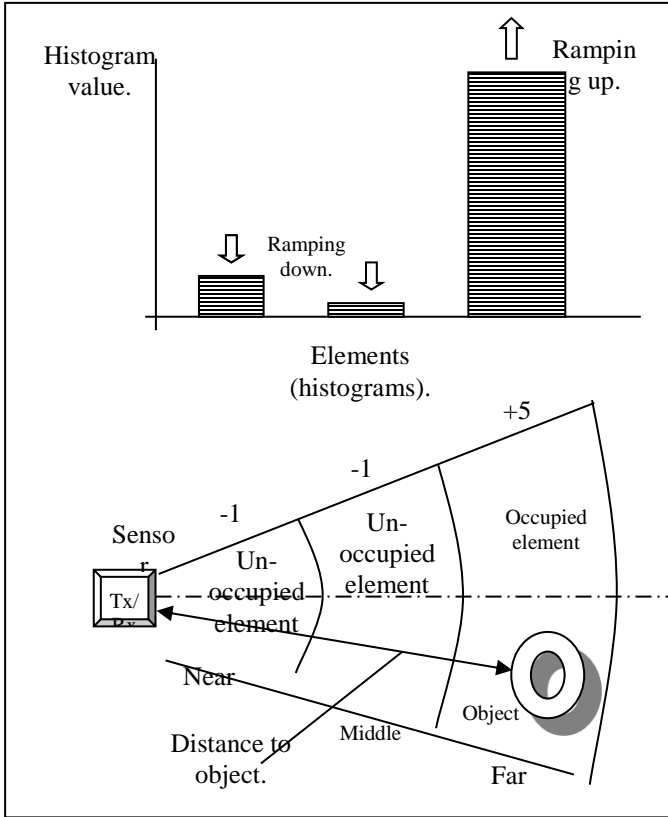 Histogram
value.
Rampin
g up.
Ramping
down.
Elements
(histograms).
+5
-1
-1
Senso
r
Un-
occupied
element
Un-
occupied
element
Occupied
element
Tx/
Rx
Near
Object
Middle
Distance to
object.
Far